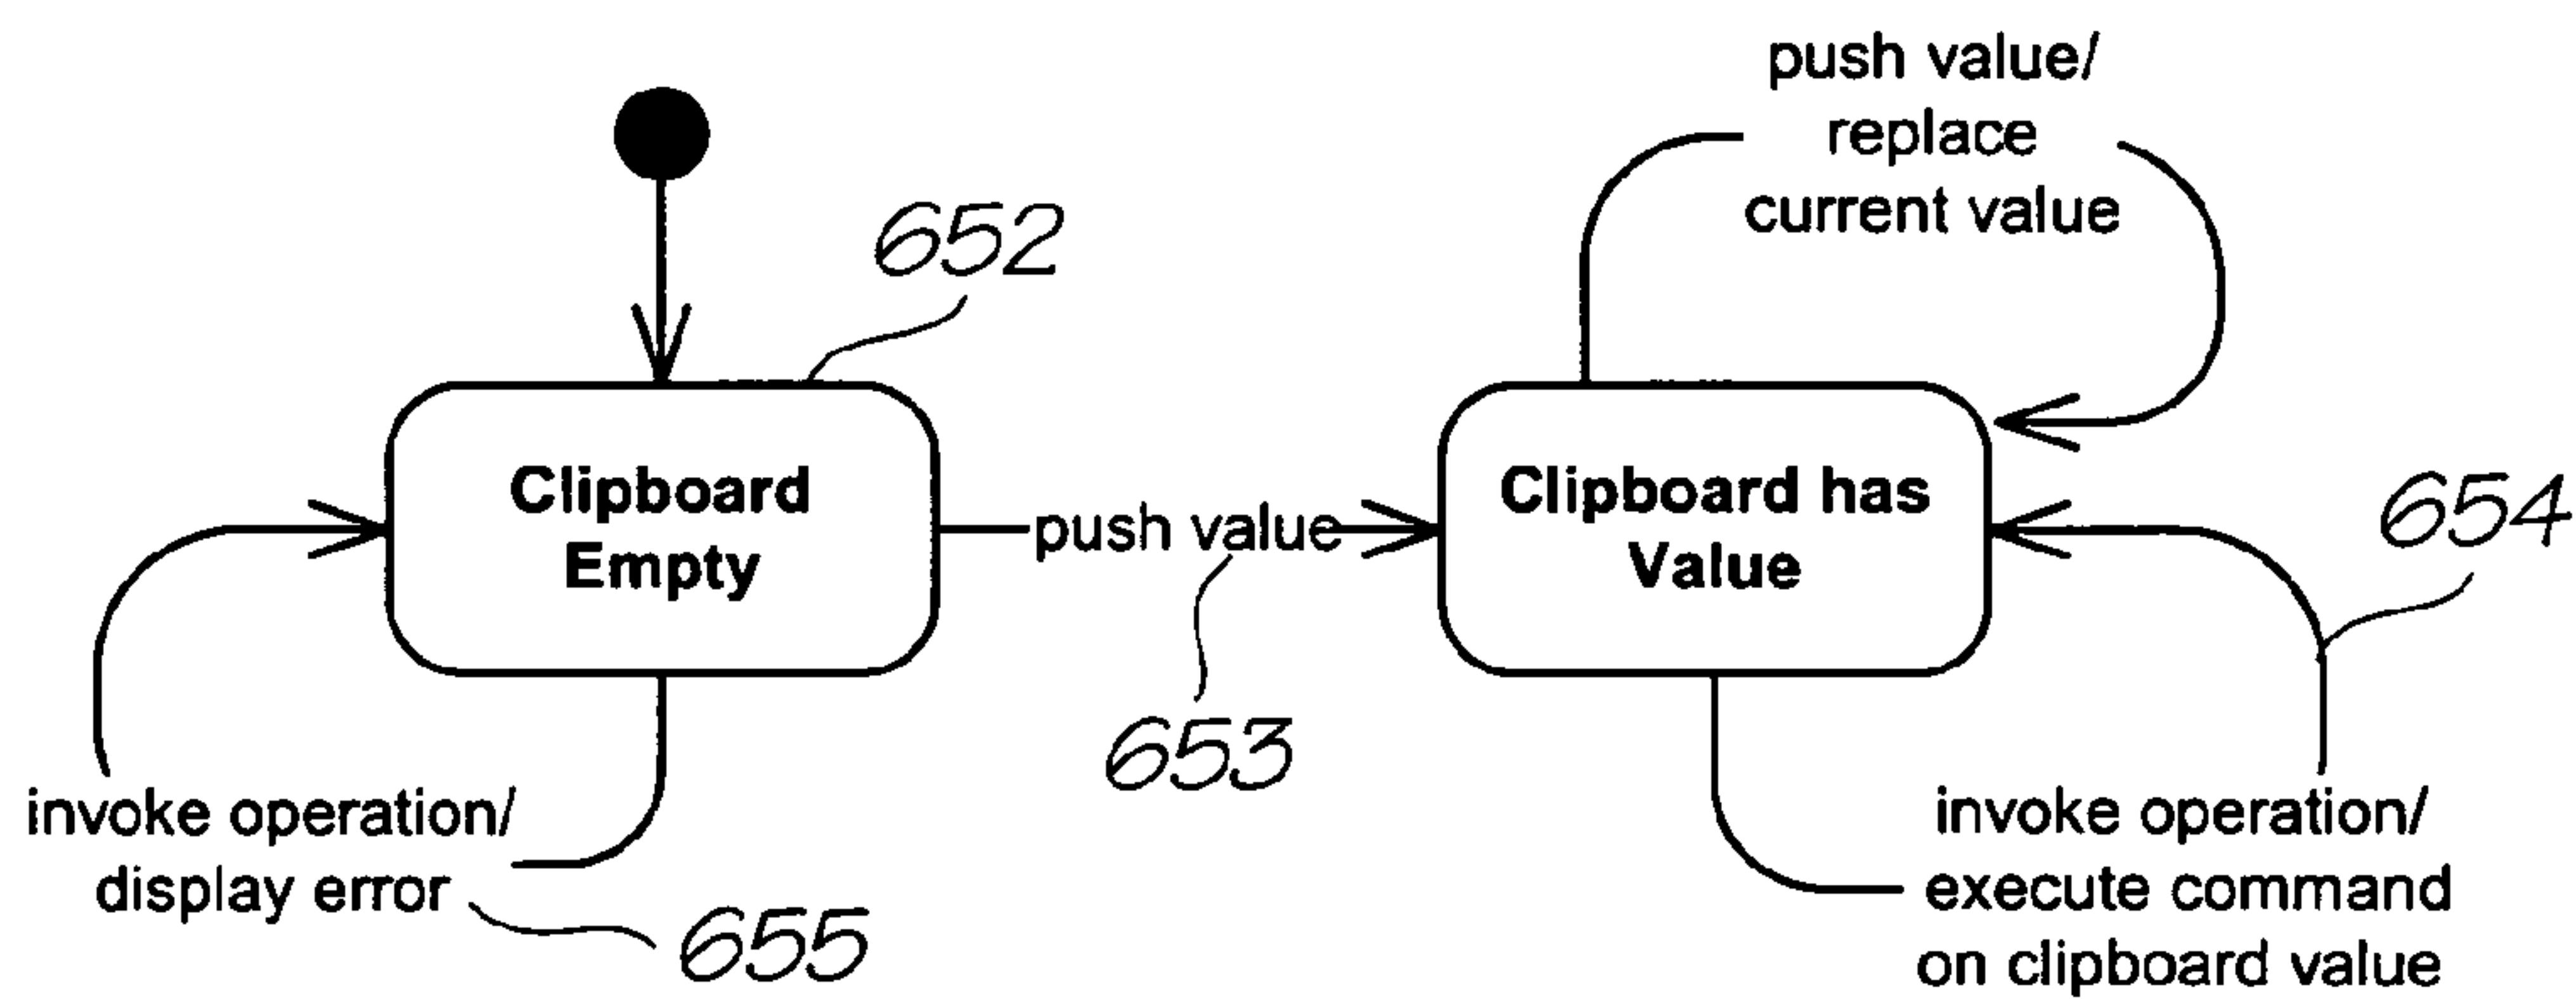 push value/
replace
current value
652
Clipboard
Empty
push value
Clipboard has
Value
654
653
invoke operation/
display error
655
invoke operation/
execute command
on clipboard value